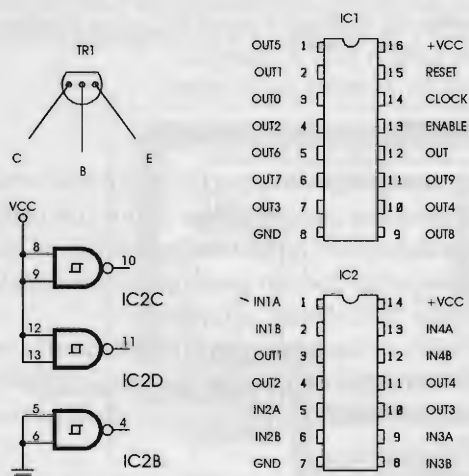 TR1
C
B
E
VCC
8
9
10
IC2C
12
13
11
IC2D
5
6
4
IC2B
IC1
OUT5 1 16 +VCC
OUT1 2 15 RESET
OUT0 3 14 CLOCK
OUT2 4 13 ENABLE
OUT6 5 12 OUT
OUT7 6 11 OUT9
OUT3 7 10 OUT4
GND 8 9 OUT8
IC2
IN1A 1 14 +VCC
IN1B 2 13 IN4A
OUT1 3 12 IN4B
OUT2 4 11 OUT4
IN2A 5 10 OUT3
IN2B 6 9 IN3A
GND 7 8 IN3B